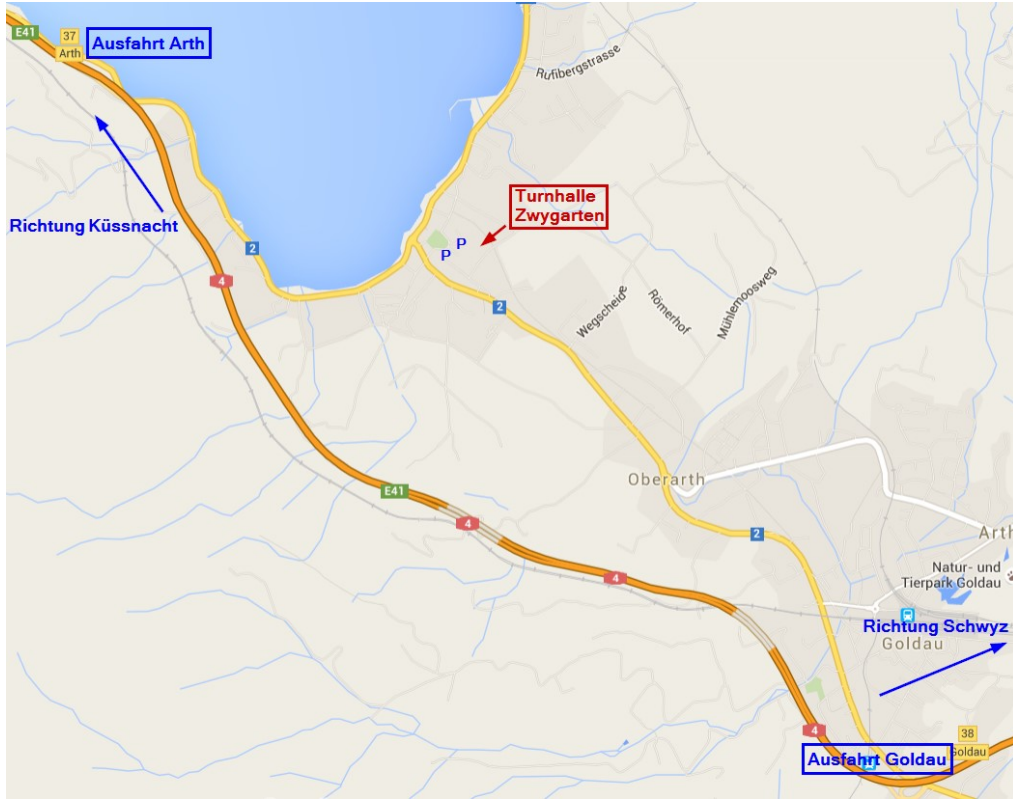 E41
37
Arth
Ausfahrt Arth
Rufibergstrasse
Turnhalle
Zwygarten
Richtung Küssnacht
P
P
2
4
2
Wegscheide
Römerhof
Mühlemoosweg
Oberarth
E41
4
2
Arth
4
Natur- und
Tierpark Goldau
Richtung Schwyz
Goldau
4
38
Goldau
Ausfahrt Goldau